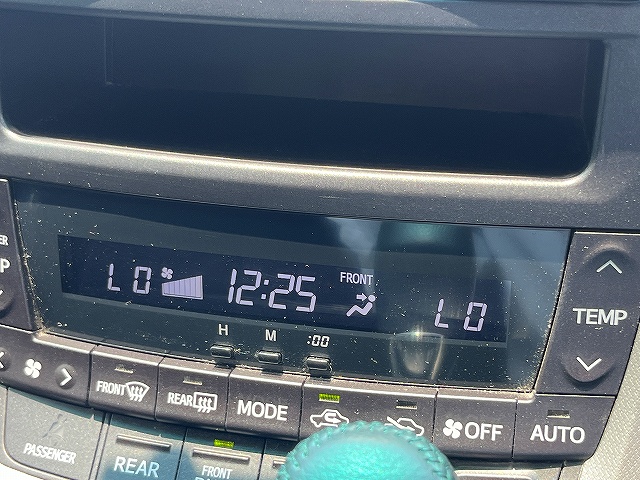 LO 12:25 FRONT LO
H M :00
TEMP
FRONT REAR MODE OFF AUTO
PASSENGER REAR FRONT